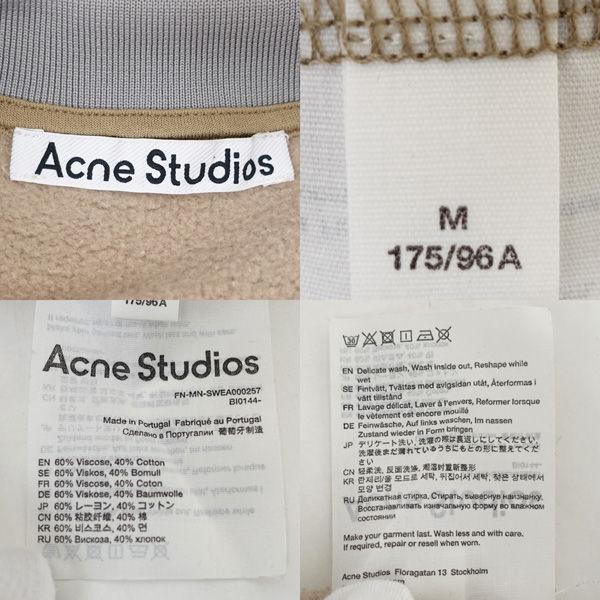 Acne Studios
M
175/96A
175/96A
Acne Studios
FN-MN-SWEA000257
BI0144-
Made in Portugal Fabriqué au Portugal
Сделано в Португалии 葡萄牙制造
EN 60% Viscose, 40% Cotton
SE 60% Viskos, 40% Bomull
FR 60% Viscose, 40% Coton
DE 60% Viskose, 40% Baumwolle
JP 60% レーヨン, 40% コットン
CN 60% 粘胶纤维, 40% 棉
KR 60% 비스코스, 40% 면
RU 60% Вискоза, 40% хлопок
EN Delicate wash, Wash inside out, Reshape while
wet
SE Fintvätt, Tvättas med avigsidan utåt, Återformas i
vått tillstånd
FR Lavage délicat, Laver à l'envers, Reformer lorsque
le vêtement est encore mouillé
DE Feinwäsche, Auf links waschen, Im nassen
Zustand wieder in Form bringen
JP デリケート洗い, 洗濯の際は裏返しにしてください,
洗濯後まだ濡れているうちにもとの形に整えてくだ
さい
CN 轻柔洗, 反面洗涤, 潮湿时重新整形
KR 란제리/울 모드로 세탁, 뒤집어서 세탁, 젖은 상태에서
모양 변경
RU Деликатная стирка, Стирать, вывернув наизнанку,
Восстанавливать изначальную форму во влажном
состоянии
Make your garment last. Wash less and with care.
If required, repair or resell when worn.
Acne Studios Floragatan 13 Stockholm